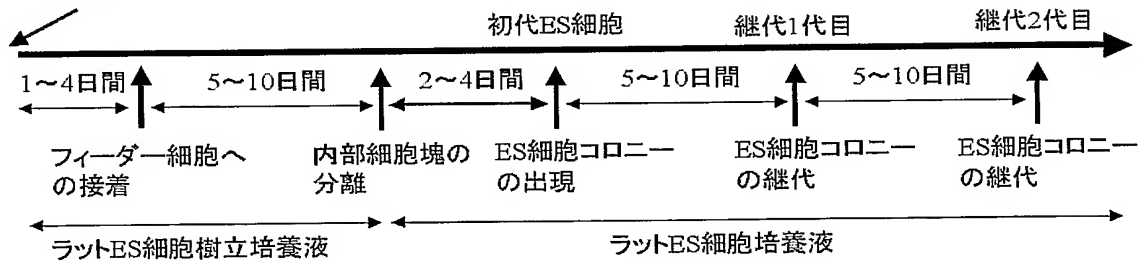 初代ES細胞 継代1代目 継代2代目
1～4日間 5～10日間 2～4日間 5～10日間 5～10日間
フィーダー細胞へ
の接着
内部細胞塊の
分離
ES細胞コロニー
の出現
ES細胞コロニー
の継代
ES細胞コロニー
の継代
ラットES細胞樹立培養液 ラットES細胞培養液